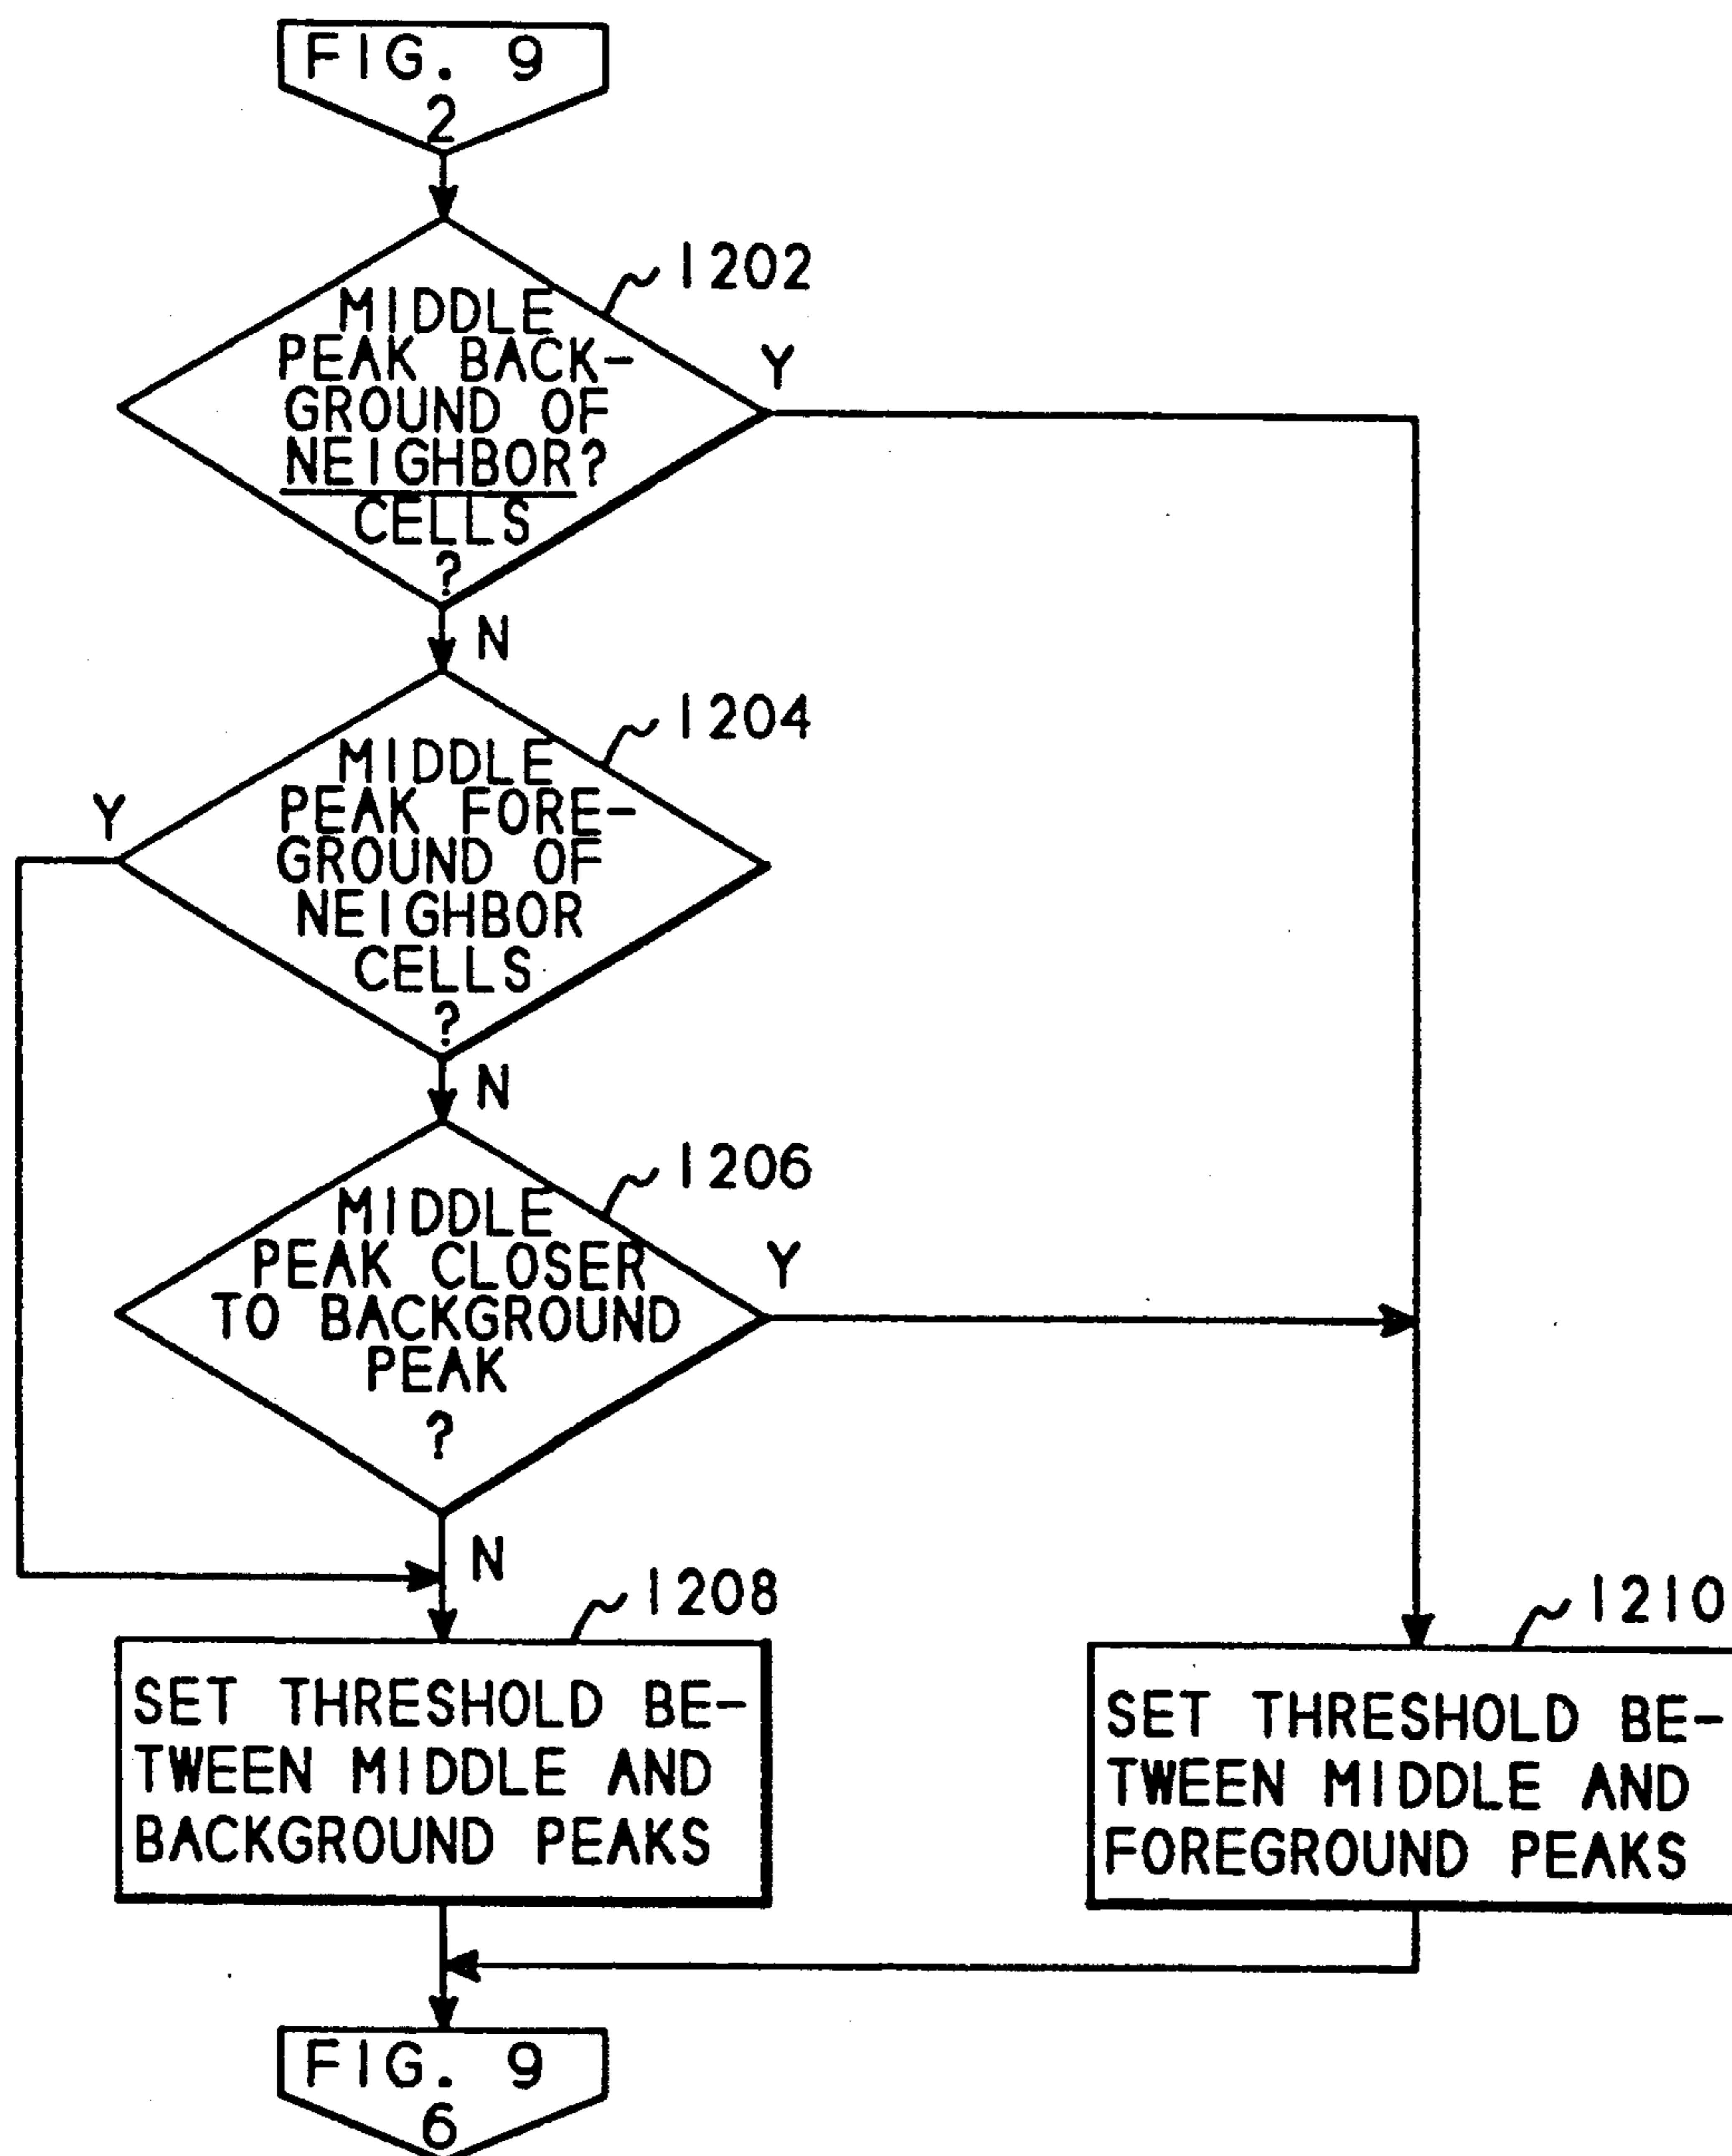 FIG. 9
2
1202
MIDDLE
PEAK BACK-
GROUND OF
NEIGHBOR?
CELLS
?
Y
N
1204
MIDDLE
PEAK FORE-
GROUND OF
NEIGHBOR
CELLS
?
Y
N
1206
MIDDLE
PEAK CLOSER
TO BACKGROUND
PEAK
?
Y
N
1208
SET THRESHOLD BE-
TWEEN MIDDLE AND
BACKGROUND PEAKS
1210
SET THRESHOLD BE-
TWEEN MIDDLE AND
FOREGROUND PEAKS
FIG. 9
6